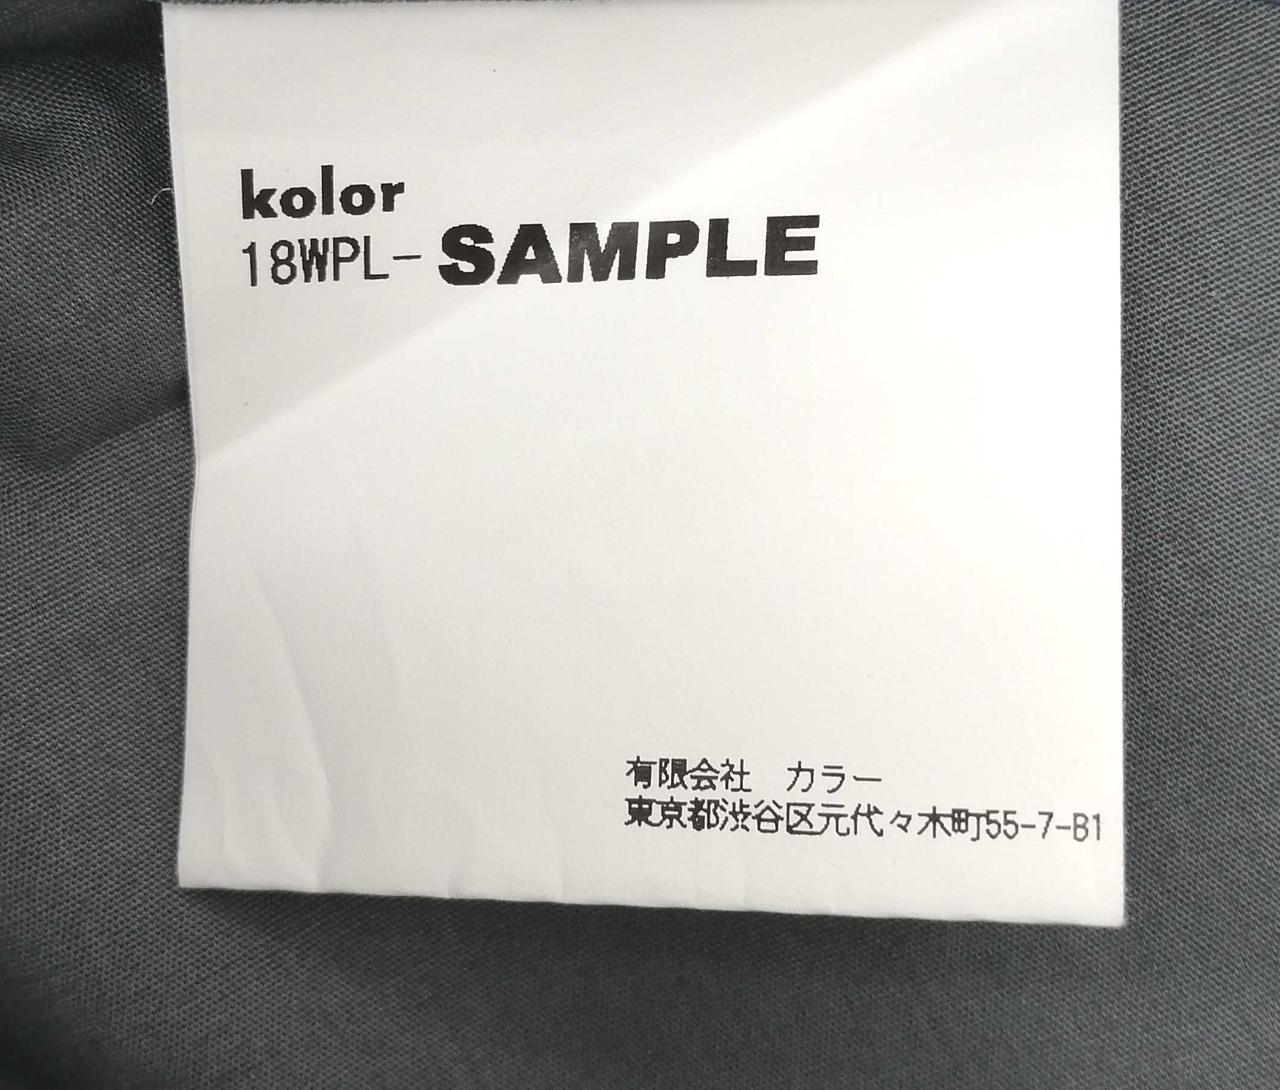 kolor
18WPL-SAMPLE
有限会社　カラー
東京都渋谷区元代々木町55-7-B1